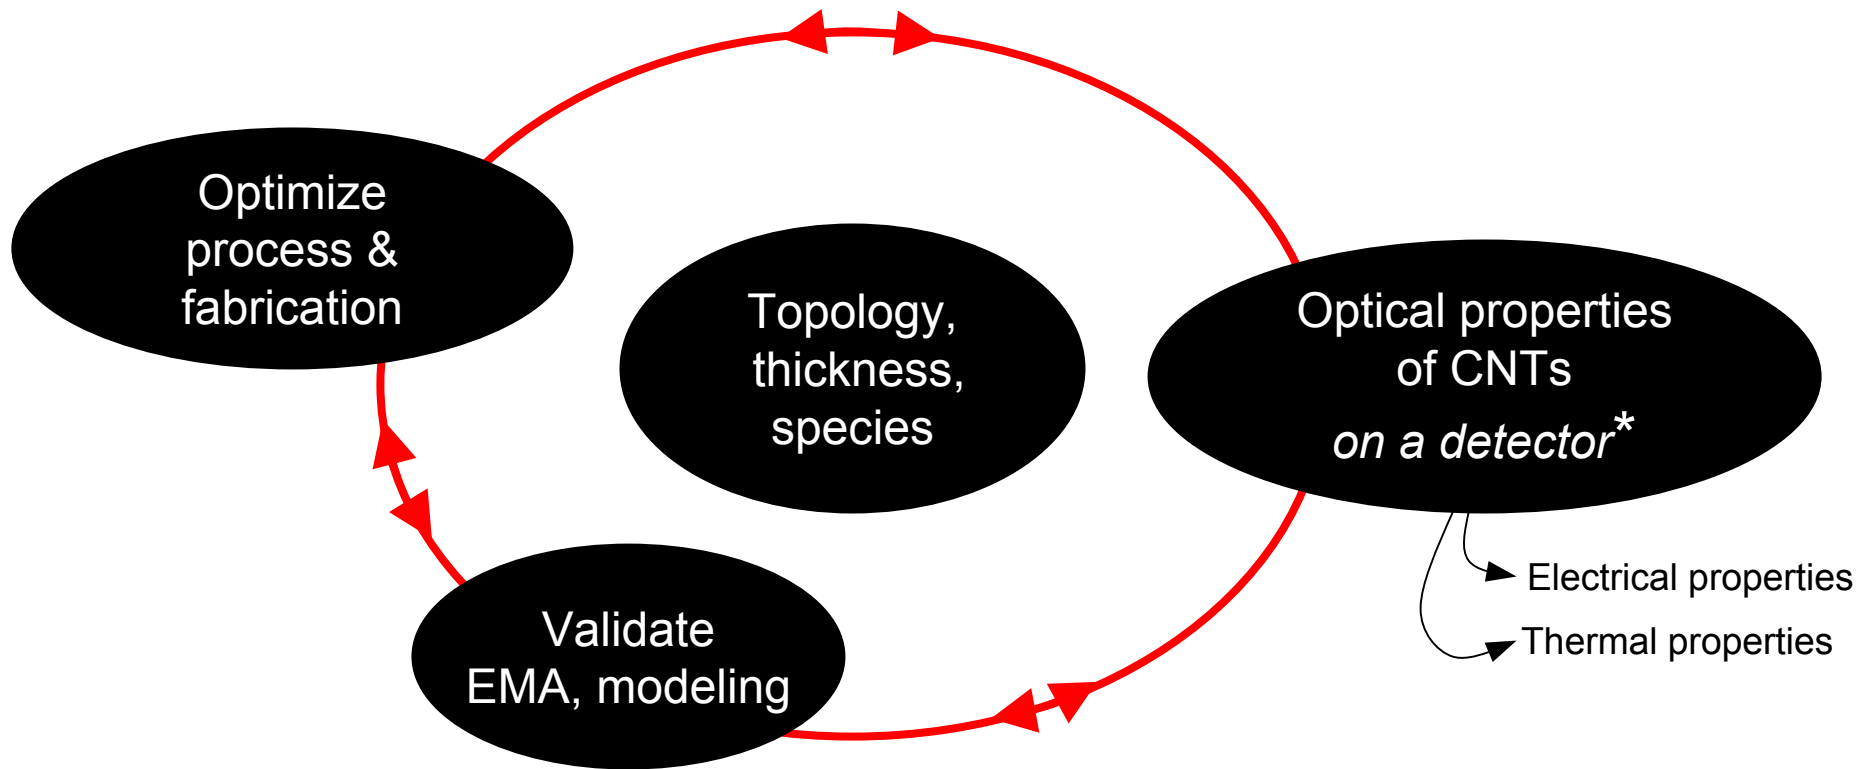 Optimize
process &
fabrication
Topology,
thickness,
species
Optical properties
of CNTs
on a detector*
Electrical properties
Thermal properties
Validate
EMA, modeling